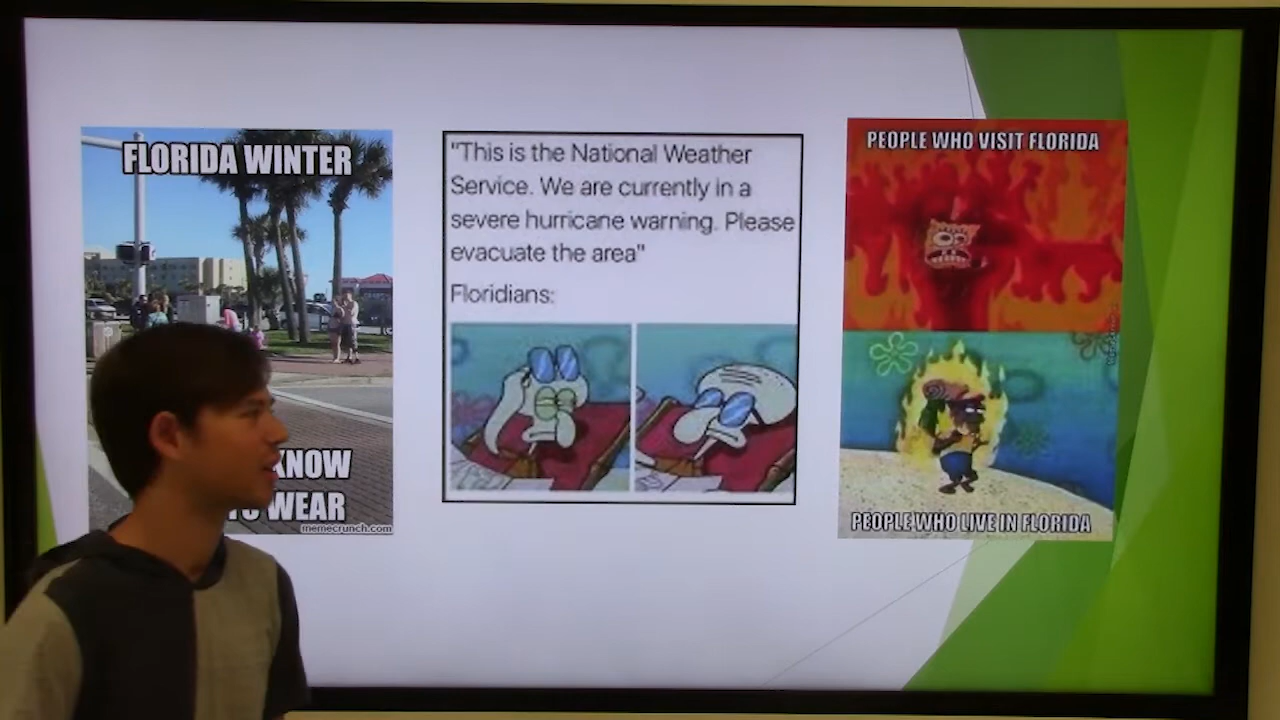 FLORIDA WINTER
KNOW
WEAR
memecrunch.com
"This is the National Weather
Service. We are currently in a
severe hurricane warning. Please
evacuate the area"
Floridians:
PEOPLE WHO VISIT FLORIDA
PEOPLE WHO LIVE IN FLORIDA